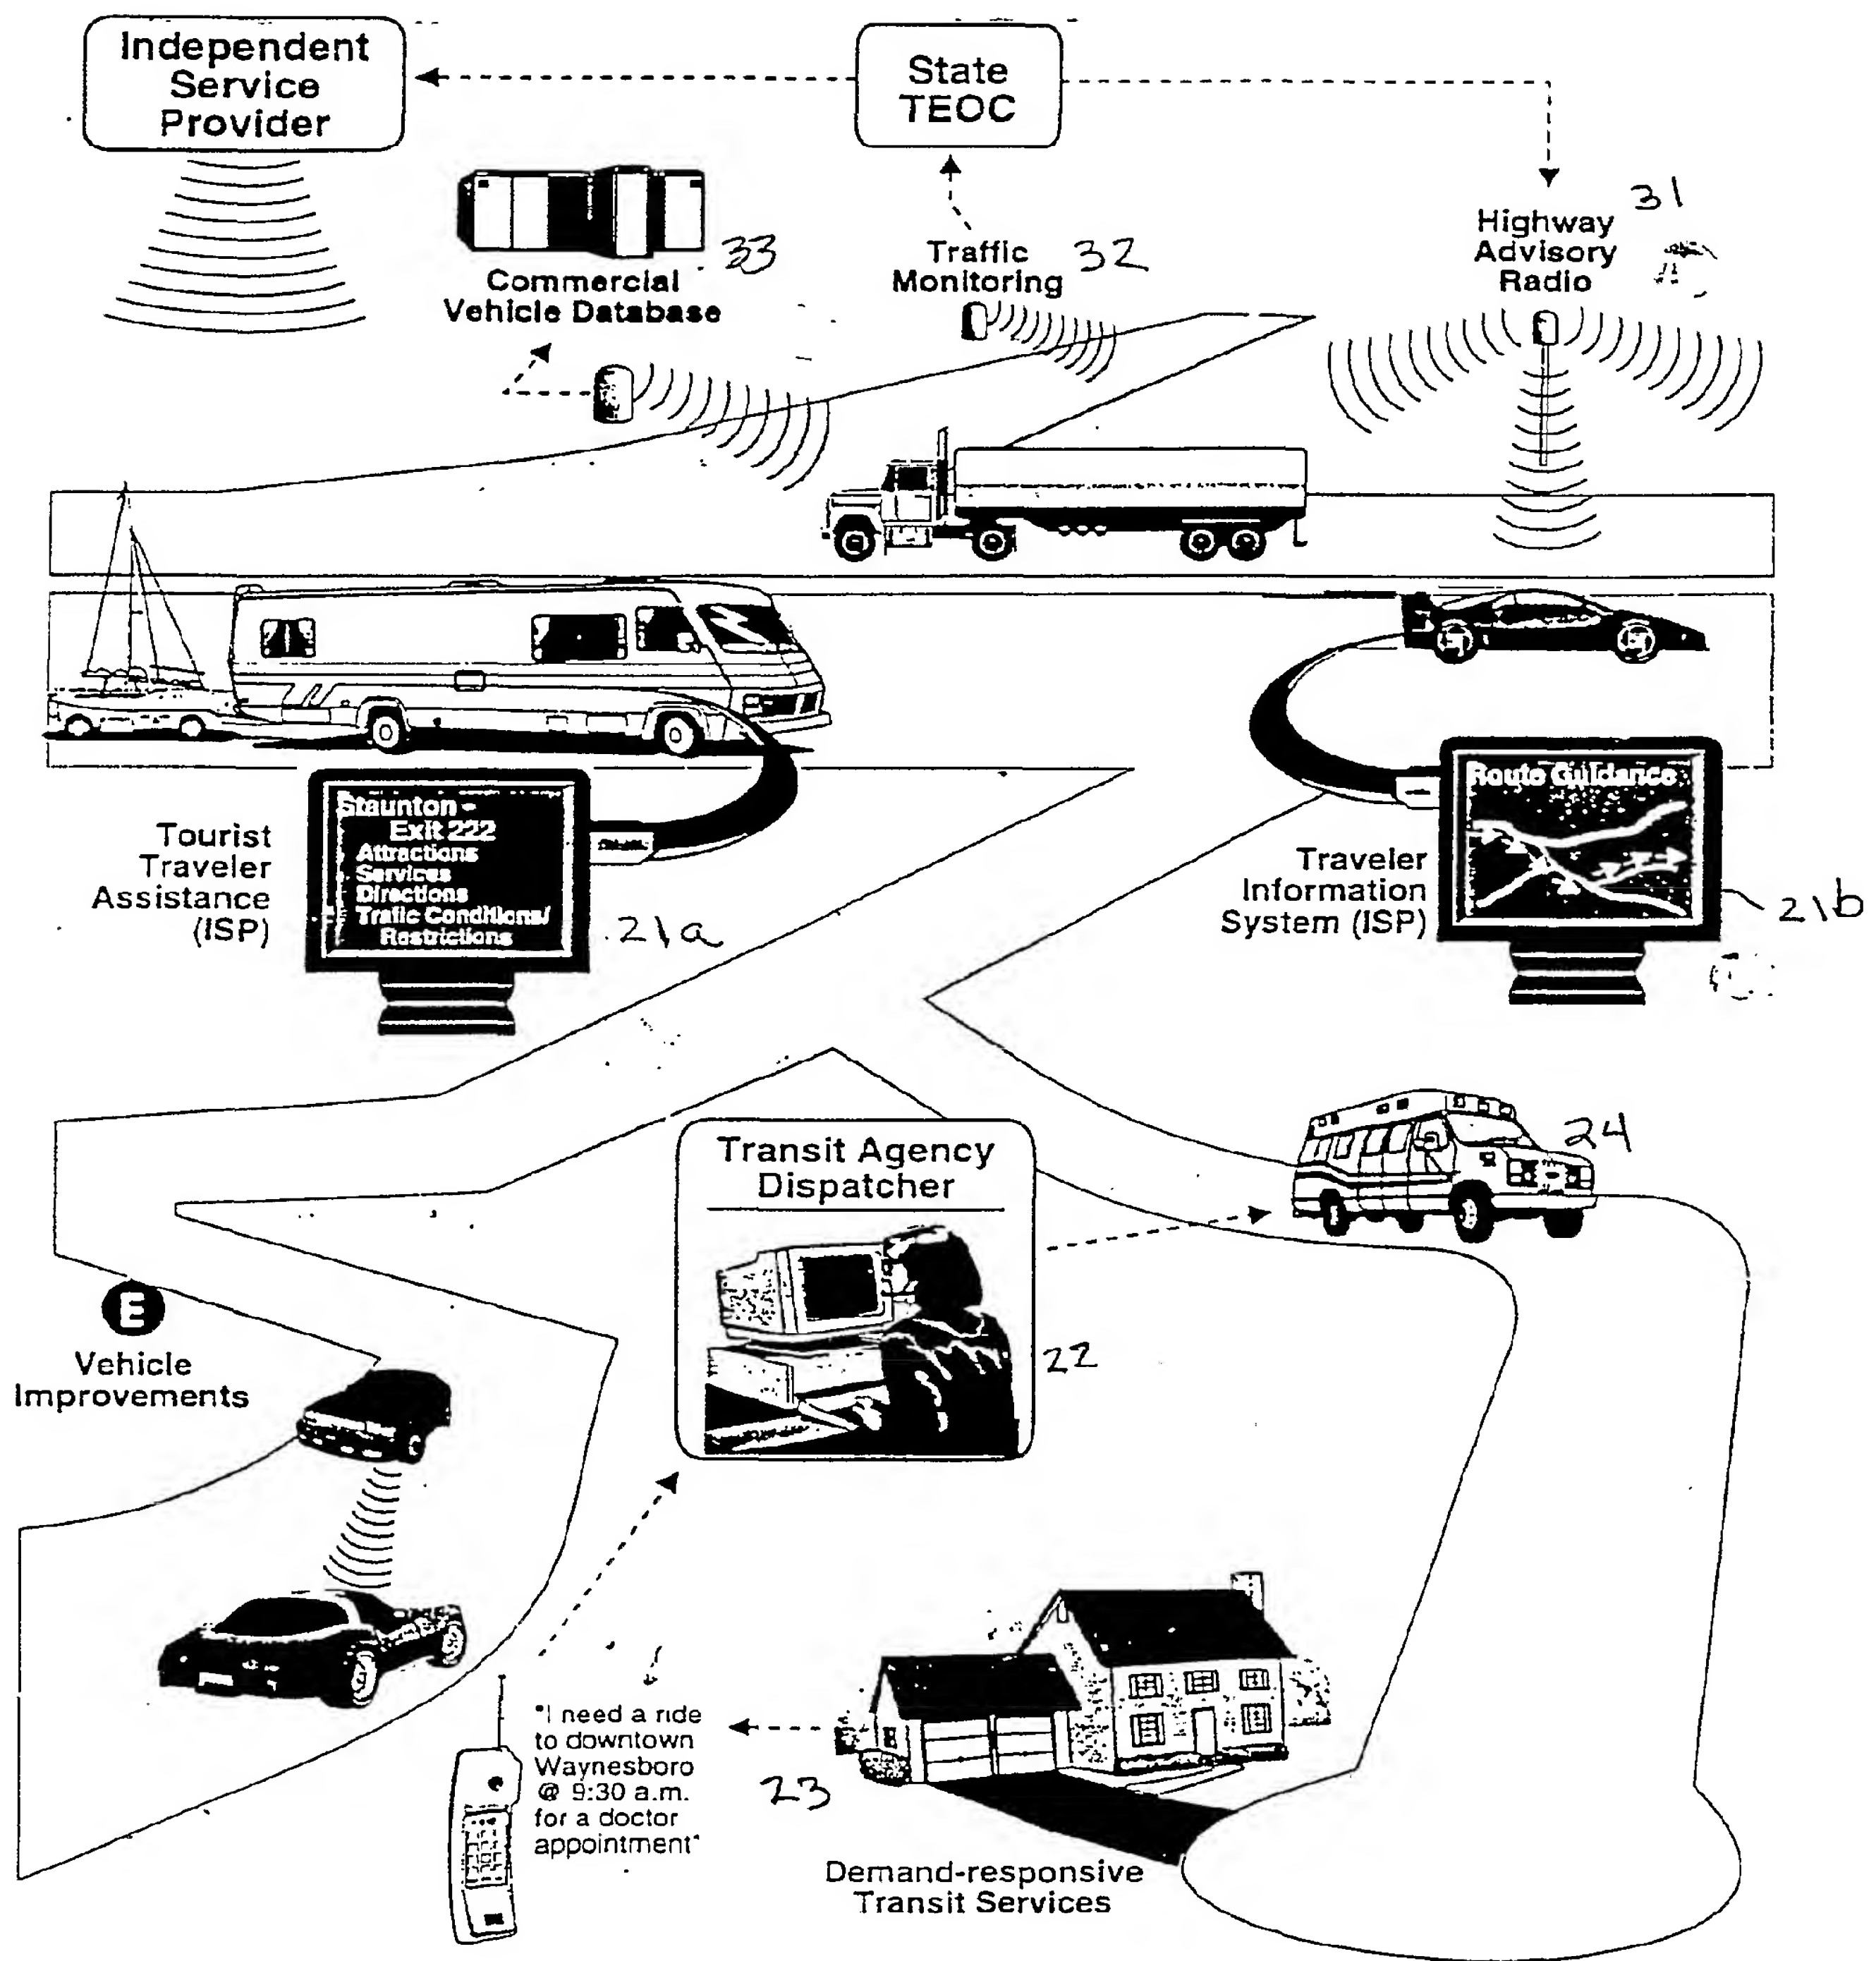 Independent
Service
Provider
State
TEOC
31
Highway
Advisory
Radio
33
Commercial
Vehicle Database
Traffic
Monitoring
32
Staunton -
Exit 222
Attractions
Services
Directions
Traffic Conditions/
Restrictions
Tourist
Traveler
Assistance
(ISP)
21a
Route Guidance
Traveler
Information
System (ISP)
21b
Transit Agency
Dispatcher
22
24
E
Vehicle
Improvements
"I need a ride
to downtown
Waynesboro
@ 9:30 a.m.
for a doctor
appointment"
23
Demand-responsive
Transit Services